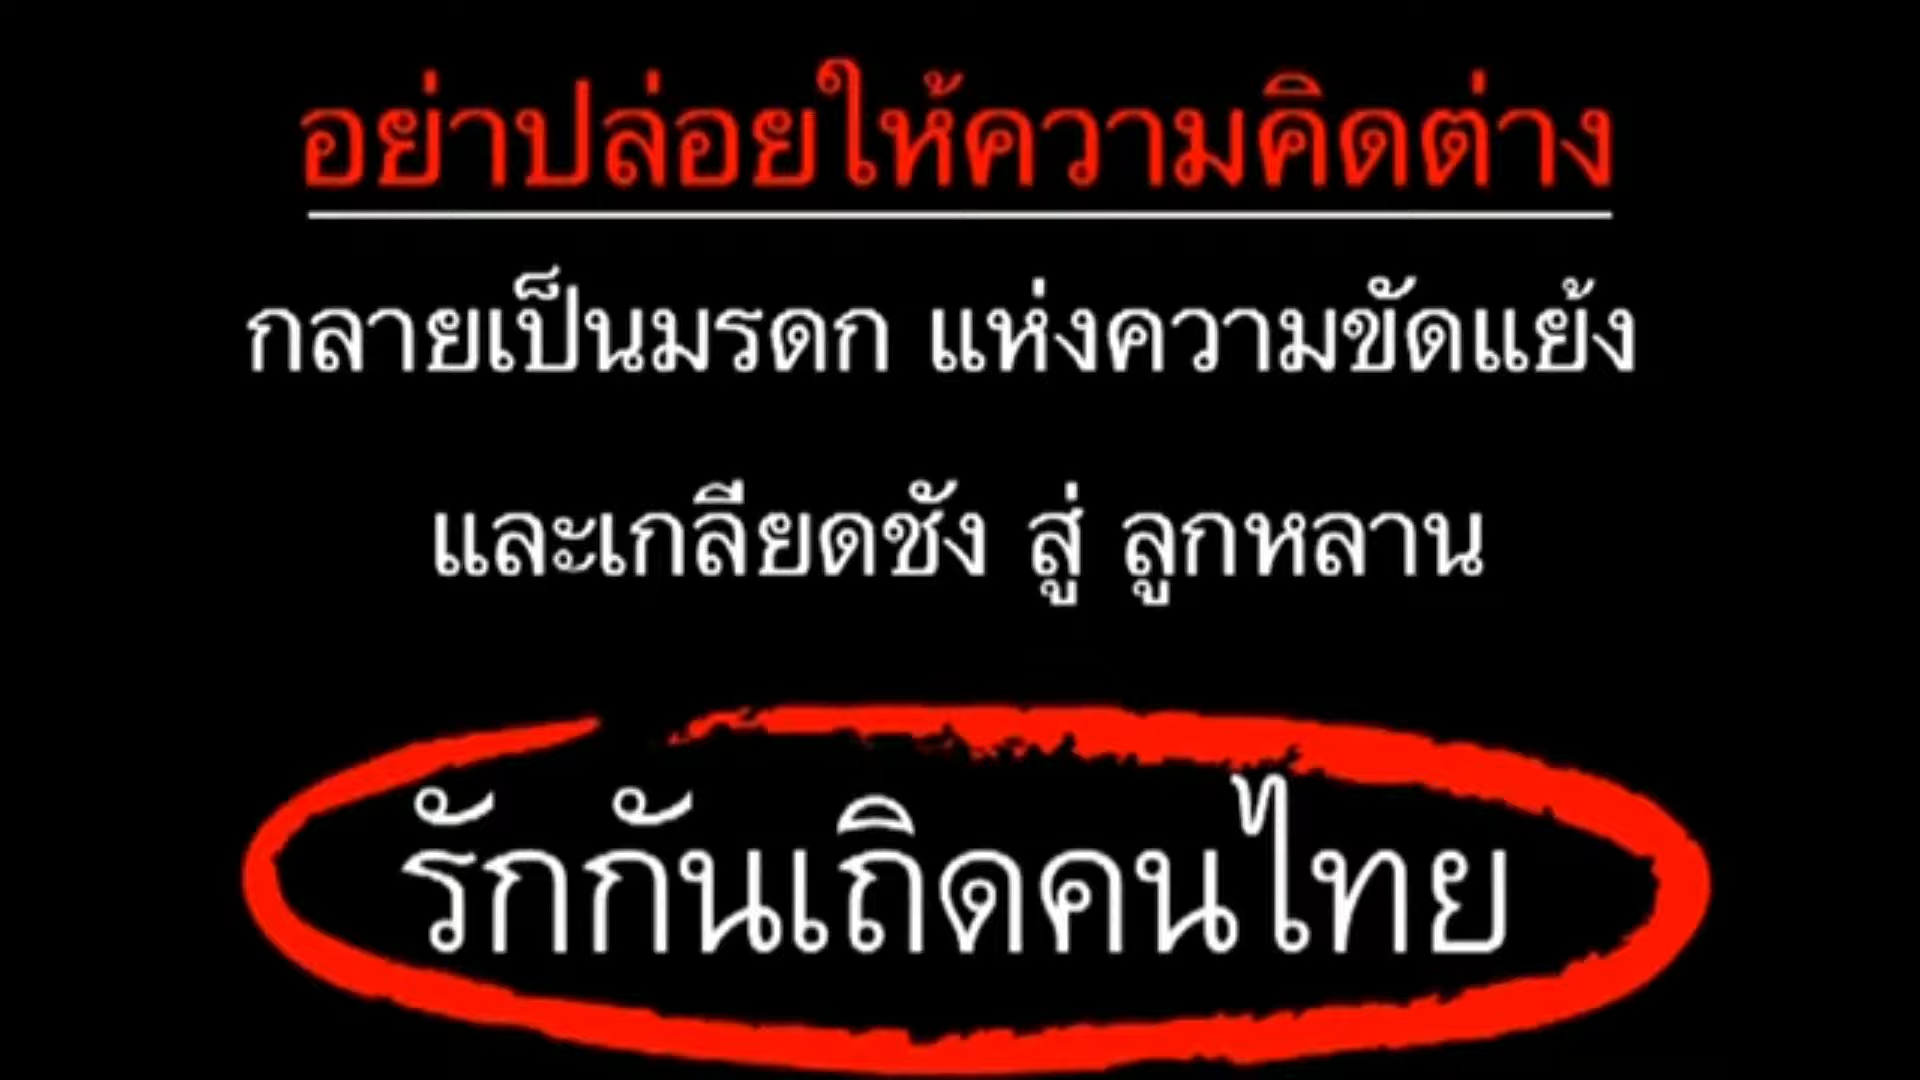 อย่าปล่อยให้ความคิดต่าง
กลายเป็นมรดก แห่งความขัดแย้ง
และเกลียดชัง สู่ ลูกหลาน
รักกันเถิดคนไทย